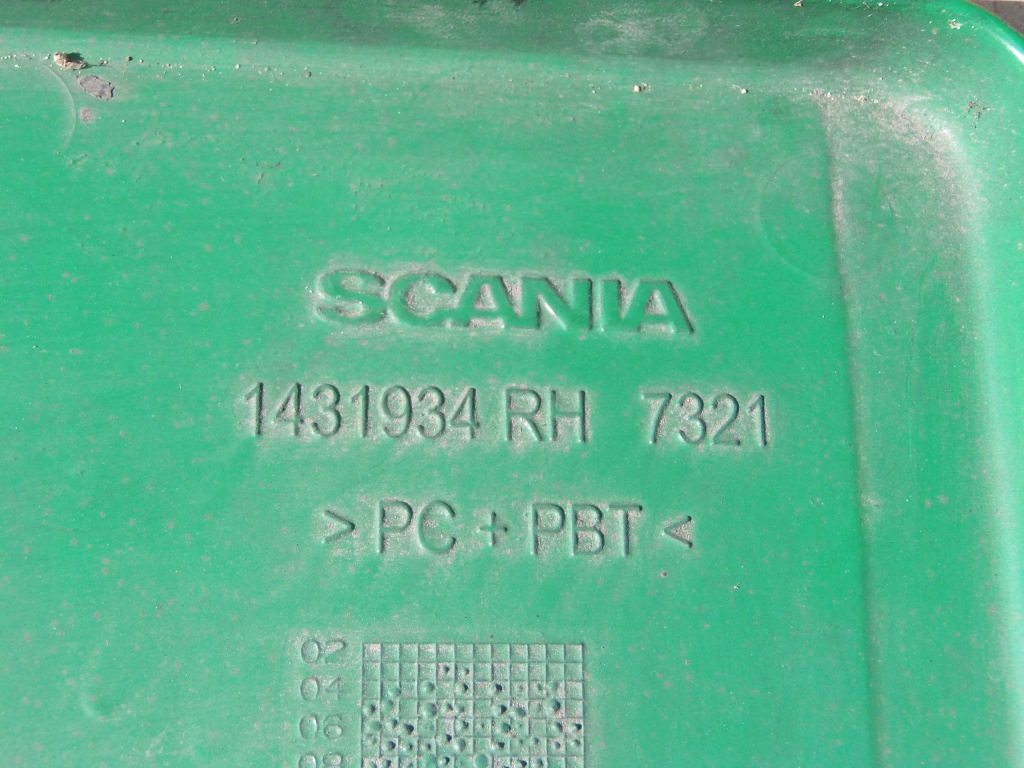 SCANIA
1431934 RH 7321
> PC + PBT <
02
04
06